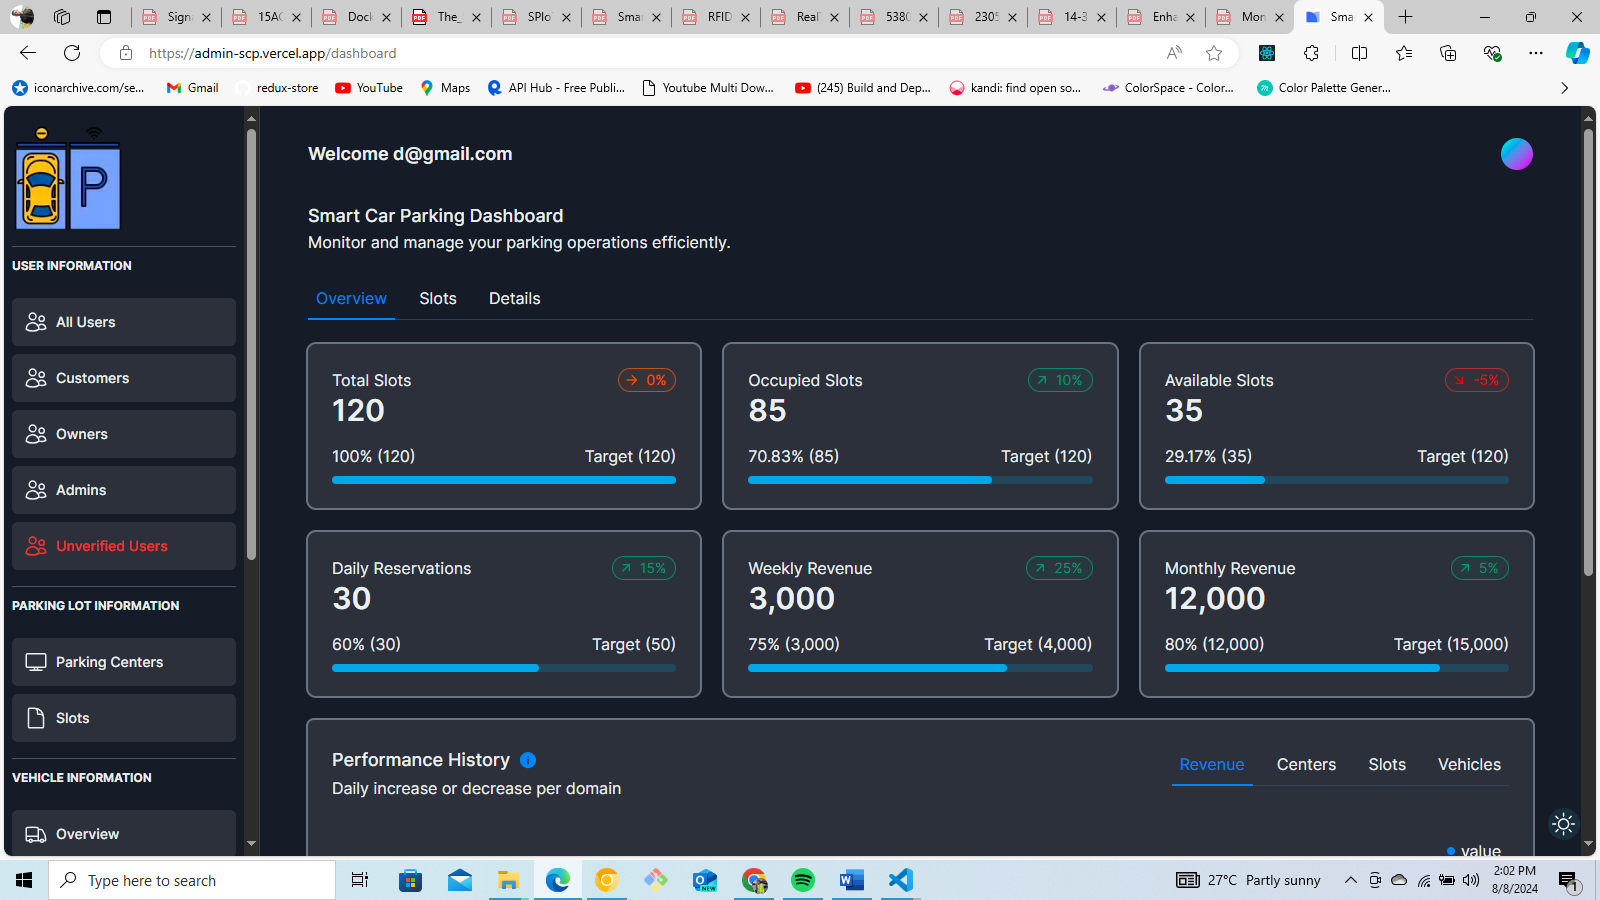 Sign
15AC
Dock
The_
SPIo
Smar
RFID
Real
538
2305
14-3
Enha
Mon
Sma
https://admin-scp.vercel.app/dashboard
iconarchive.com/se...
Gmail
redux-store
YouTube
Maps
API Hub - Free Publi...
Youtube Multi Dow...
(245) Build and Dep...
kandi: find open so...
ColorSpace - Color...
Color Palette Gener...
P
USER INFORMATION
All Users
Customers
Owners
Admins
Unverified Users
PARKING LOT INFORMATION
Parking Centers
Slots
VEHICLE INFORMATION
Overview
Welcome d@gmail.com
Smart Car Parking Dashboard
Monitor and manage your parking operations efficiently.
Overview Slots Details
Total Slots 0%
120
100% (120) Target (120)
Occupied Slots 10%
85
70.83% (85) Target (120)
Available Slots -5%
35
29.17% (35) Target (120)
Daily Reservations 15%
30
60% (30) Target (50)
Weekly Revenue 25%
3,000
75% (3,000) Target (4,000)
Monthly Revenue 5%
12,000
80% (12,000) Target (15,000)
Performance History
Daily increase or decrease per domain
Revenue Centers Slots Vehicles
value
Type here to search
27°C Partly sunny
2:02 PM
8/8/2024
1